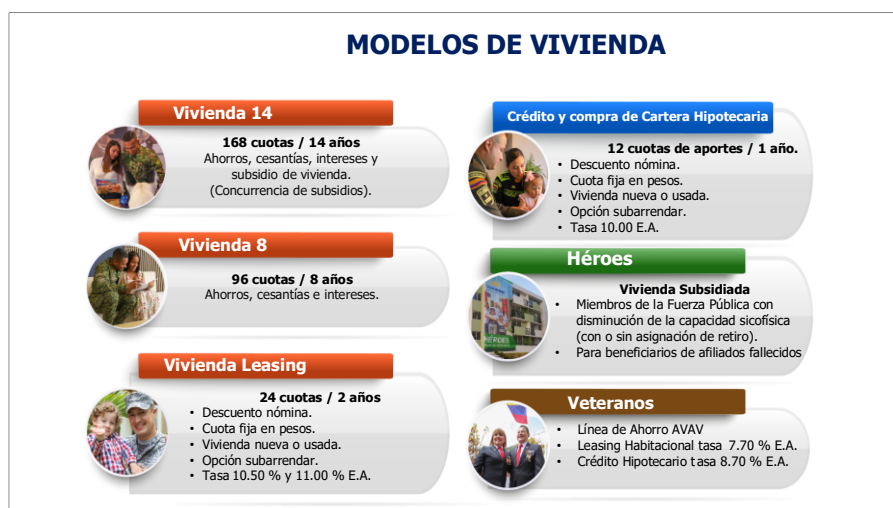 MODELOS DE VIVIENDA
Vivienda 14
168 cuotas / 14 años
Ahorros, cesantías, intereses y
subsidio de vivienda.
(Concurrencia de subsidios).
Vivienda 8
96 cuotas / 8 años
Ahorros, cesantías e intereses.
Vivienda Leasing
24 cuotas / 2 años
• Descuento nómina.
• Cuota fija en pesos.
• Vivienda nueva o usada.
• Opción subarrendar.
• Tasa 10.50 % y 11.00 % E.A.
Crédito y compra de Cartera Hipotecaria
12 cuotas de aportes / 1 año.
• Descuento nómina.
• Cuota fija en pesos.
• Vivienda nueva o usada.
• Opción subarrendar.
• Tasa 10.00 E.A.
Héroes
HÉROES
Vivienda Subsidiada
• Miembros de la Fuerza Pública con
disminución de la capacidad sicofísica
(con o sin asignación de retiro).
• Para beneficiarios de afiliados fallecidos
Veteranos
• Línea de Ahorro AVAV
• Leasing Habitacional tasa 7.70 % E.A.
• Crédito Hipotecario tasa 8.70 % E.A.